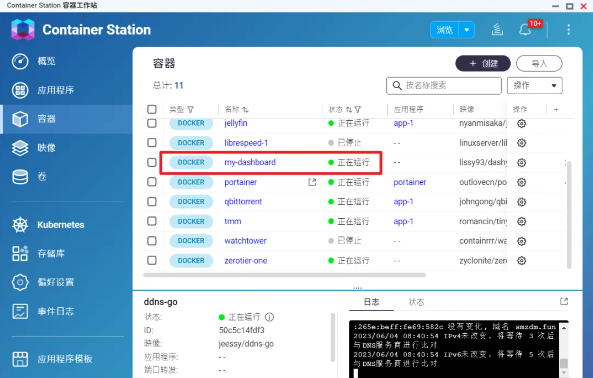 Container Station 容器工作站
Container Station
浏览
10+
概览
应用程序
容器
映像
卷
Kubernetes
存储库
偏好设置
事件日志
应用程序模板
容器
+ 创建
导入
总计: 11
按名称搜索
操作
类型 名称 状态 应用程序 映像 操作 +
DOCKER jellyfin 正在运行 app-1 nyanmisaka/j
DOCKER librespeed-1 已停止 -- linuxserver/lil
DOCKER my-dashboard 正在运行 -- lissy93/dashy
DOCKER portainer 正在运行 portainer outlovecn/po
DOCKER qbittorrent 正在运行 app-1 johngong/qbi
DOCKER tmm 正在运行 app-1 romancin/tiny
DOCKER watchtower 已停止 -- containrrr/wa
DOCKER zerotier-one 正在运行 -- zyclonite/zero
ddns-go
状态: 正在运行
ID: 50c5c14fdf3
映像: jeessy/ddns-go
应用程序: --
端口转发: --
日志 状态
:265e:beff:fe69:582c 没有变化, 域名 smzdm.fun
2023/06/04 08:40:54 IPv4未改变, 将等待 3 次后
与DNS服务商进行比对
2023/06/04 08:40:54 IPv6未改变, 将等待 5 次后
与DNS服务商进行比对